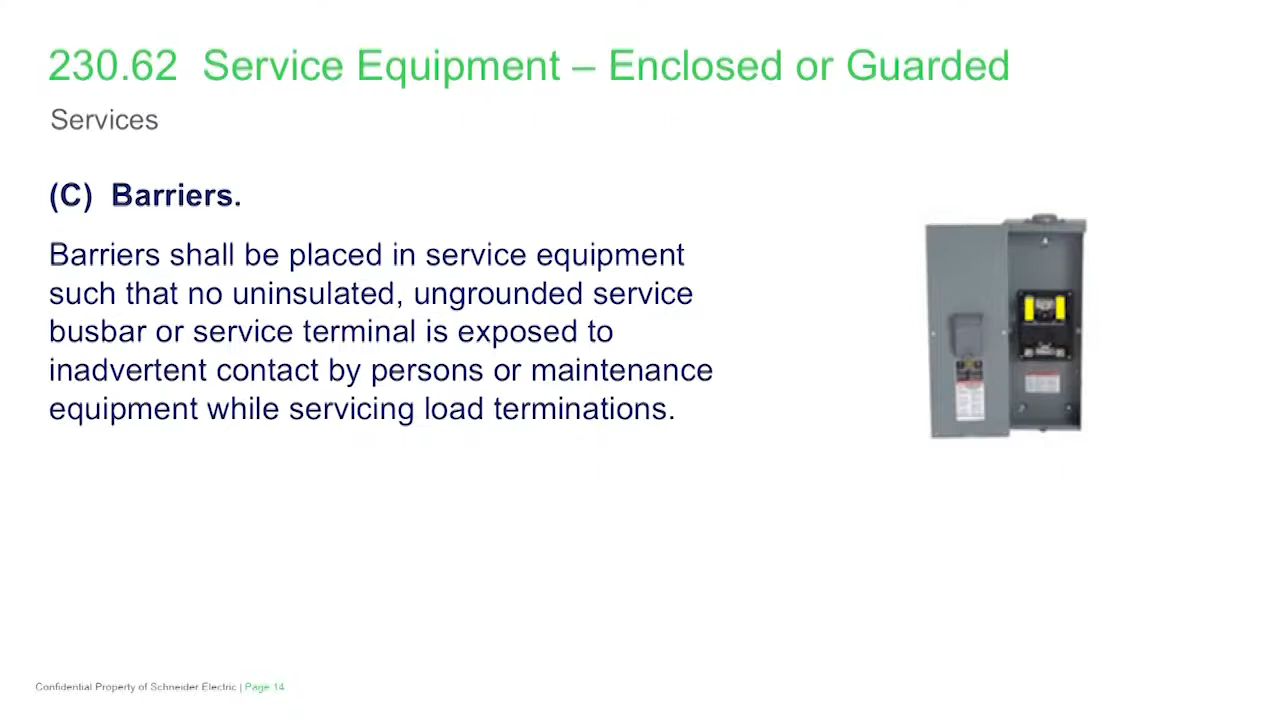 230.62 Service Equipment – Enclosed or Guarded
Services
(C) Barriers.
Barriers shall be placed in service equipment
such that no uninsulated, ungrounded service
busbar or service terminal is exposed to
inadvertent contact by persons or maintenance
equipment while servicing load terminations.
Confidential Property of Schneider Electric | Page 14